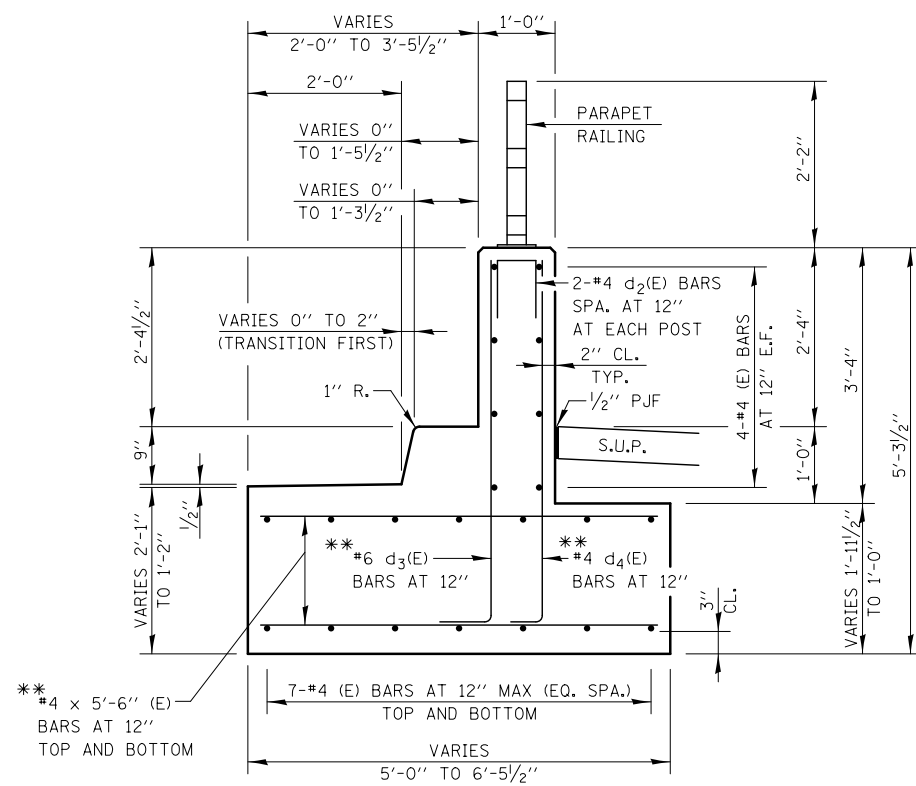 VARIES
2'-0" TO 3'-5½"
1'-0"
2'-0"
VARIES 0"
TO 1'-5½"
VARIES 0"
TO 1'-3½"
PARAPET
RAILING
2'-2"
2'-4½"
VARIES 0" TO 2"
(TRANSITION FIRST)
1" R.
2-#4 d₂(E) BARS
SPA. AT 12"
AT EACH POST
2" CL.
TYP.
½" PJF
4-#4 (E) BARS
AT 12" E.F.
2'-4"
3'-4"
5'-3½"
S.U.P.
1'-0"
9"
½"
VARIES 2'-1"
TO 1'-2"
** #6 d₃(E)
BARS AT 12"
** #4 d₄(E)
BARS AT 12"
3"
CL.
VARIES 1'-11½"
TO 1'-0"
** #4 x 5'-6" (E)
BARS AT 12"
TOP AND BOTTOM
7-#4 (E) BARS AT 12" MAX (EQ. SPA.)
TOP AND BOTTOM
VARIES
5'-0" TO 6'-5½"